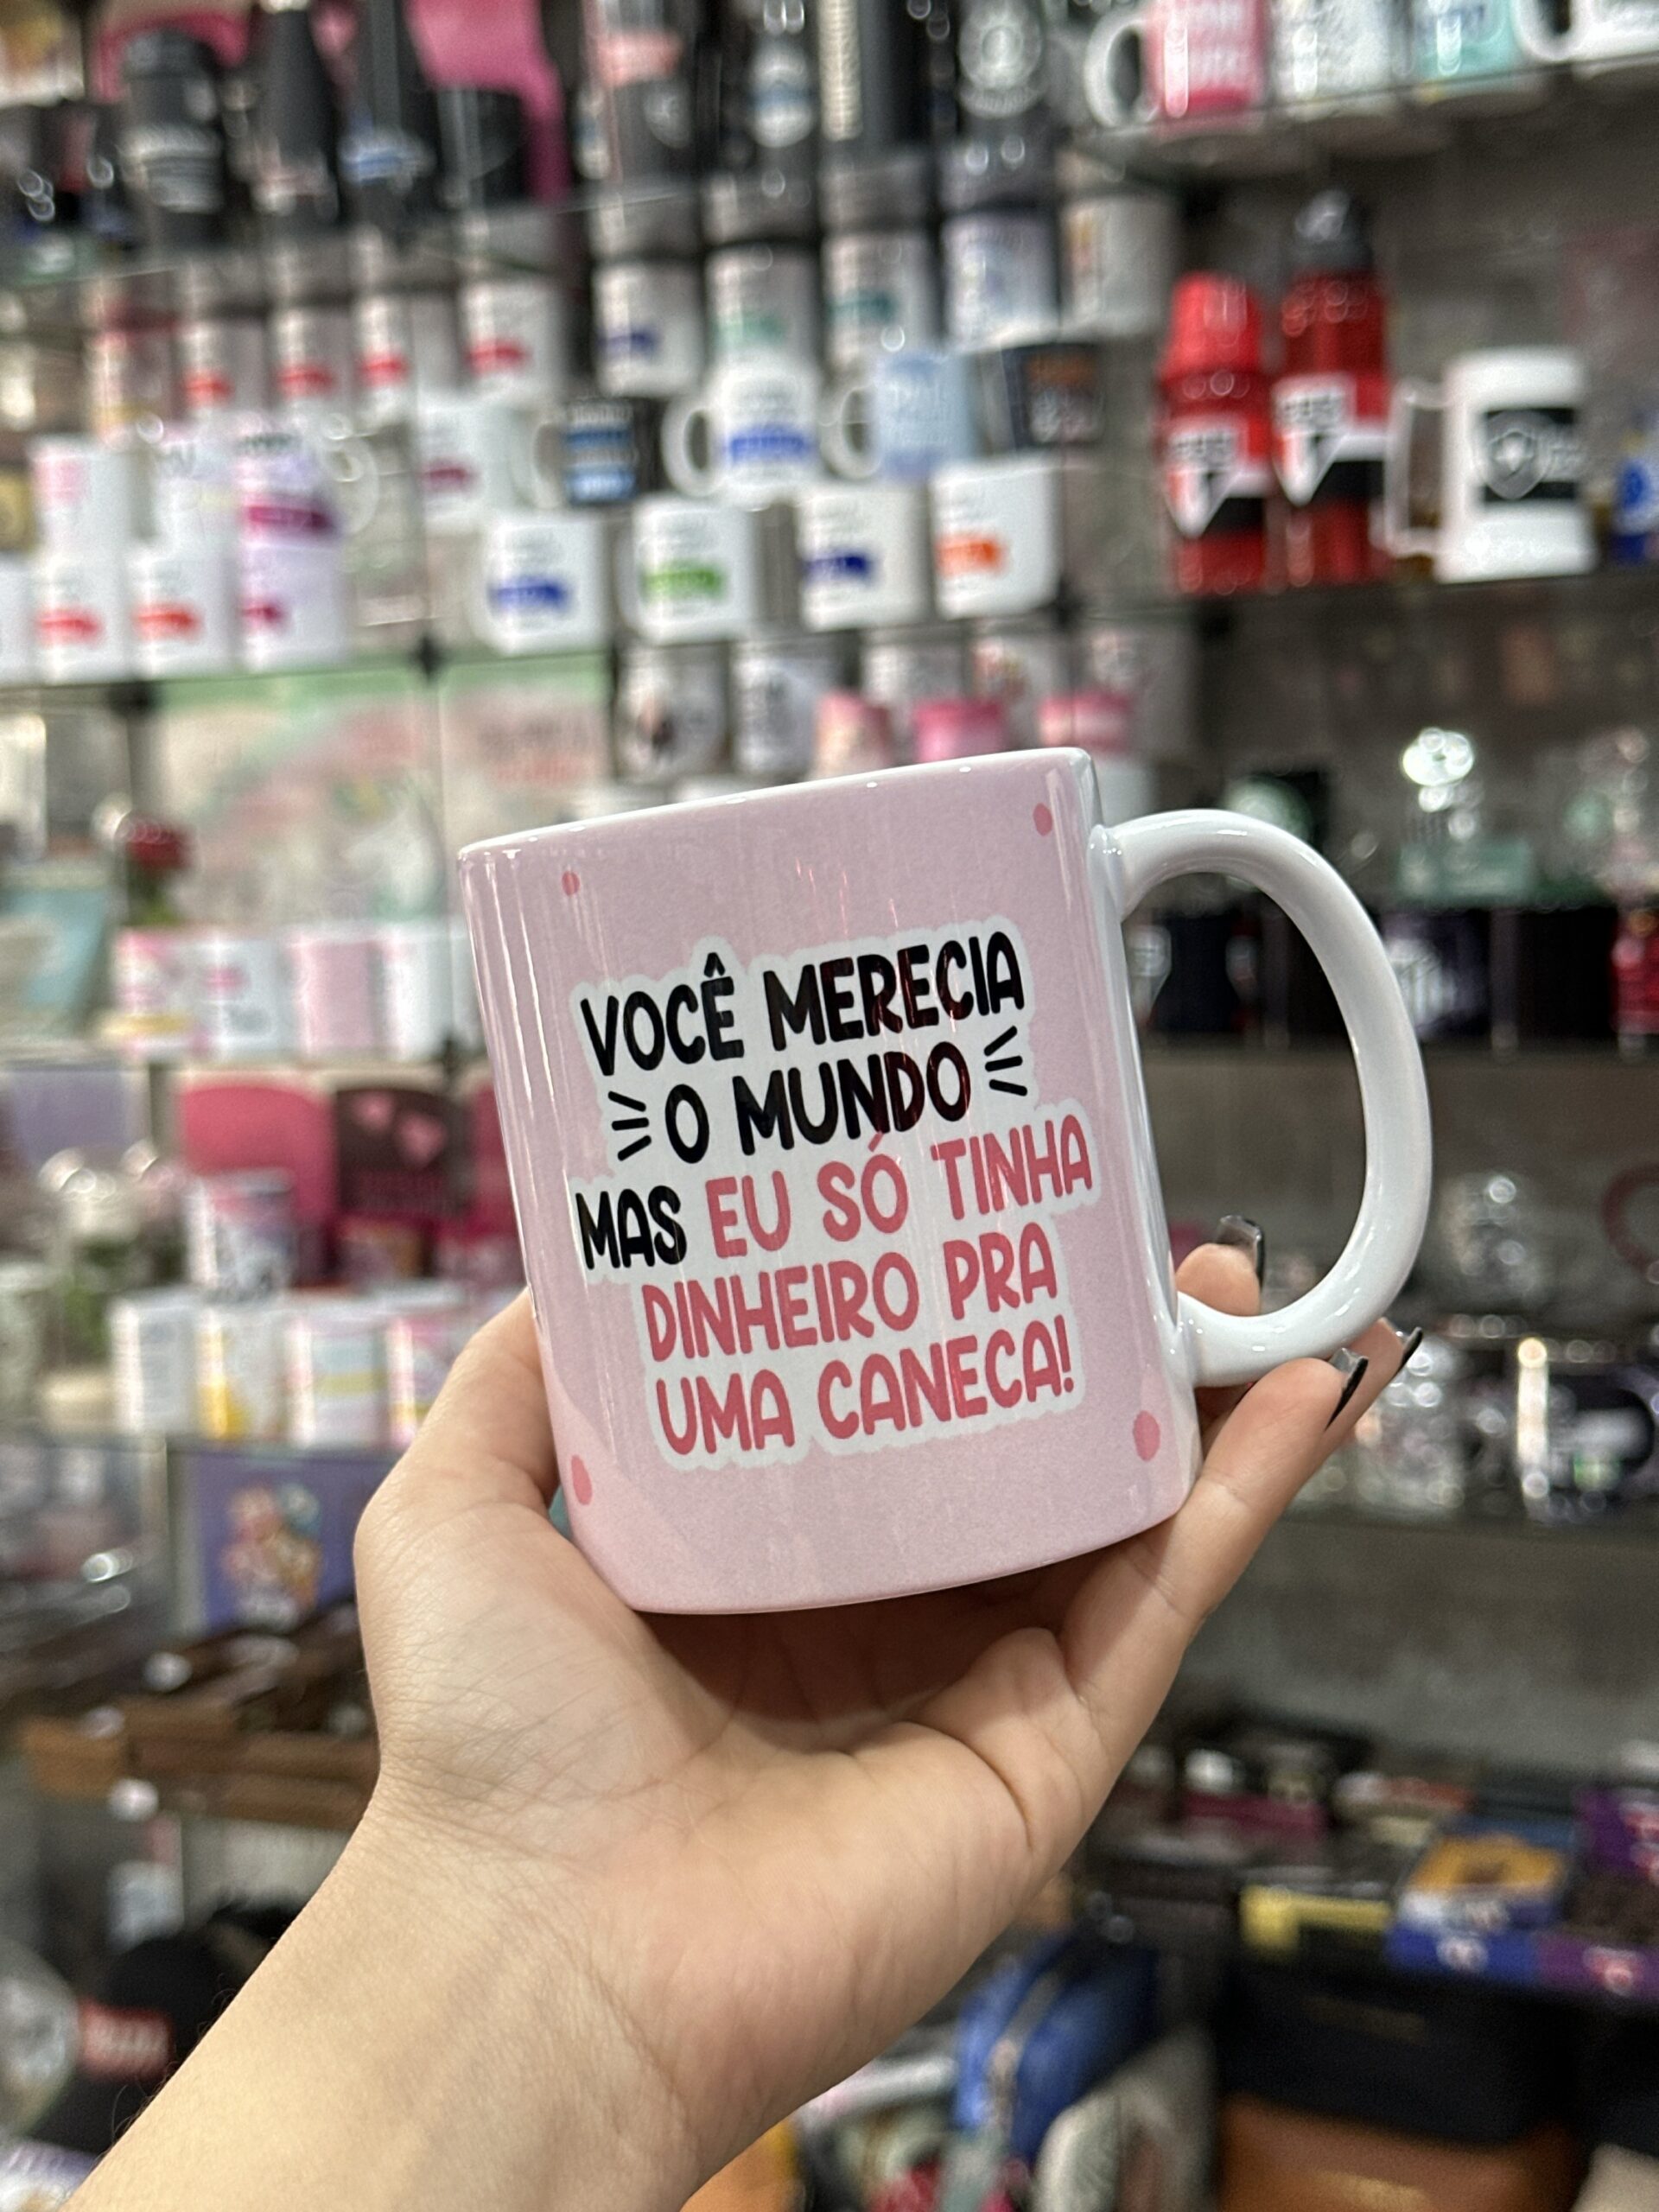 VOCÊ MERECIA
O MUNDO
MAS EU SÓ TINHA
DINHEIRO PRA
UMA CANECA!